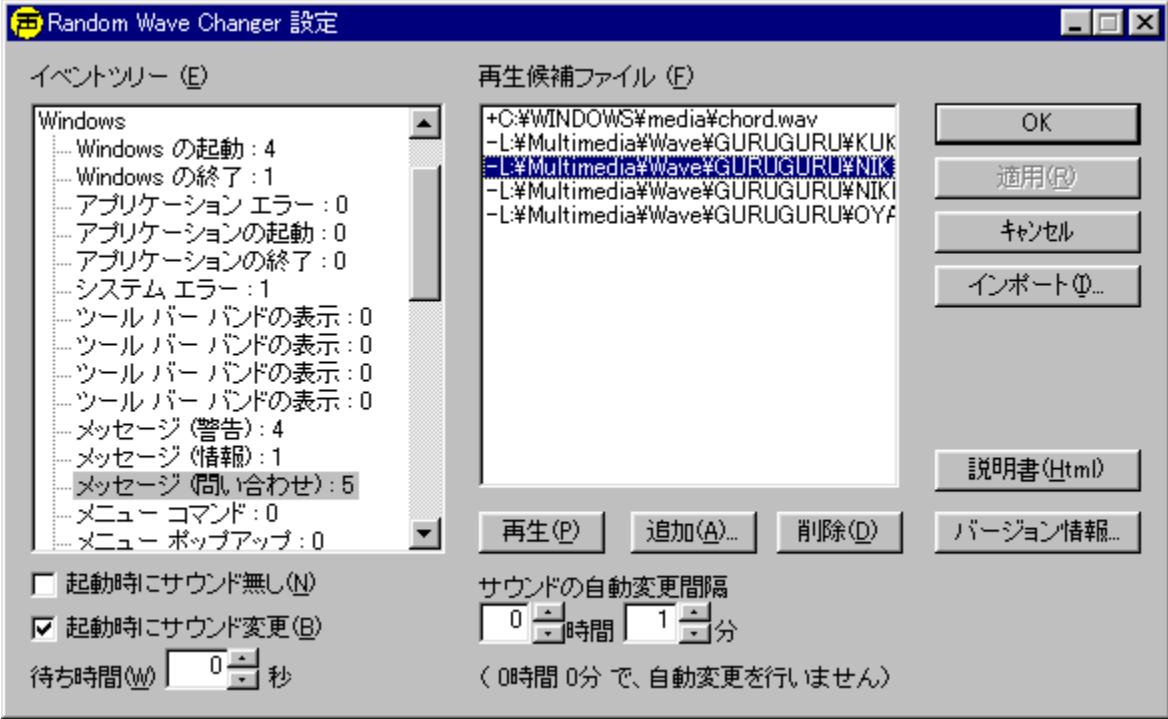 Random Wave Changer 設定
イベントツリー (E)
Windows
Windows の起動 : 4
Windows の終了 : 1
アプリケーション エラー : 0
アプリケーションの起動 : 0
アプリケーションの終了 : 0
システム エラー : 1
ツール バー バンドの表示 : 0
ツール バー バンドの表示 : 0
ツール バー バンドの表示 : 0
ツール バー バンドの表示 : 0
メッセージ (警告) : 4
メッセージ (情報) : 1
メッセージ (問い合わせ) : 5
メニュー コマンド : 0
メニュー ポップアップ : 0
起動時にサウンド無し(N)
起動時にサウンド変更(B)
待ち時間(W) 0 秒
再生候補ファイル (F)
+C:¥WINDOWS¥media¥chord.wav
-L:¥Multimedia¥Wave¥GURUGURU¥KUK
-L:¥Multimedia¥Wave¥GURUGURU¥NIK
-L:¥Multimedia¥Wave¥GURUGURU¥NIKI
-L:¥Multimedia¥Wave¥GURUGURU¥OYA
再生(P) 追加(A)... 削除(D)
サウンドの自動変更間隔
0 時間 1 分
( 0時間 0分 で、自動変更を行いません)
OK
適用(R)
キャンセル
インポート(I)...
説明書(Html)
バージョン情報...